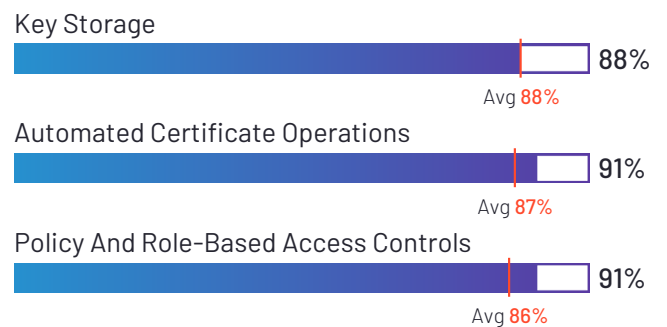 Key Storage
88%
Avg 88%
Automated Certificate Operations
91%
Avg 87%
Policy And Role-Based Access Controls
91%
Avg 86%